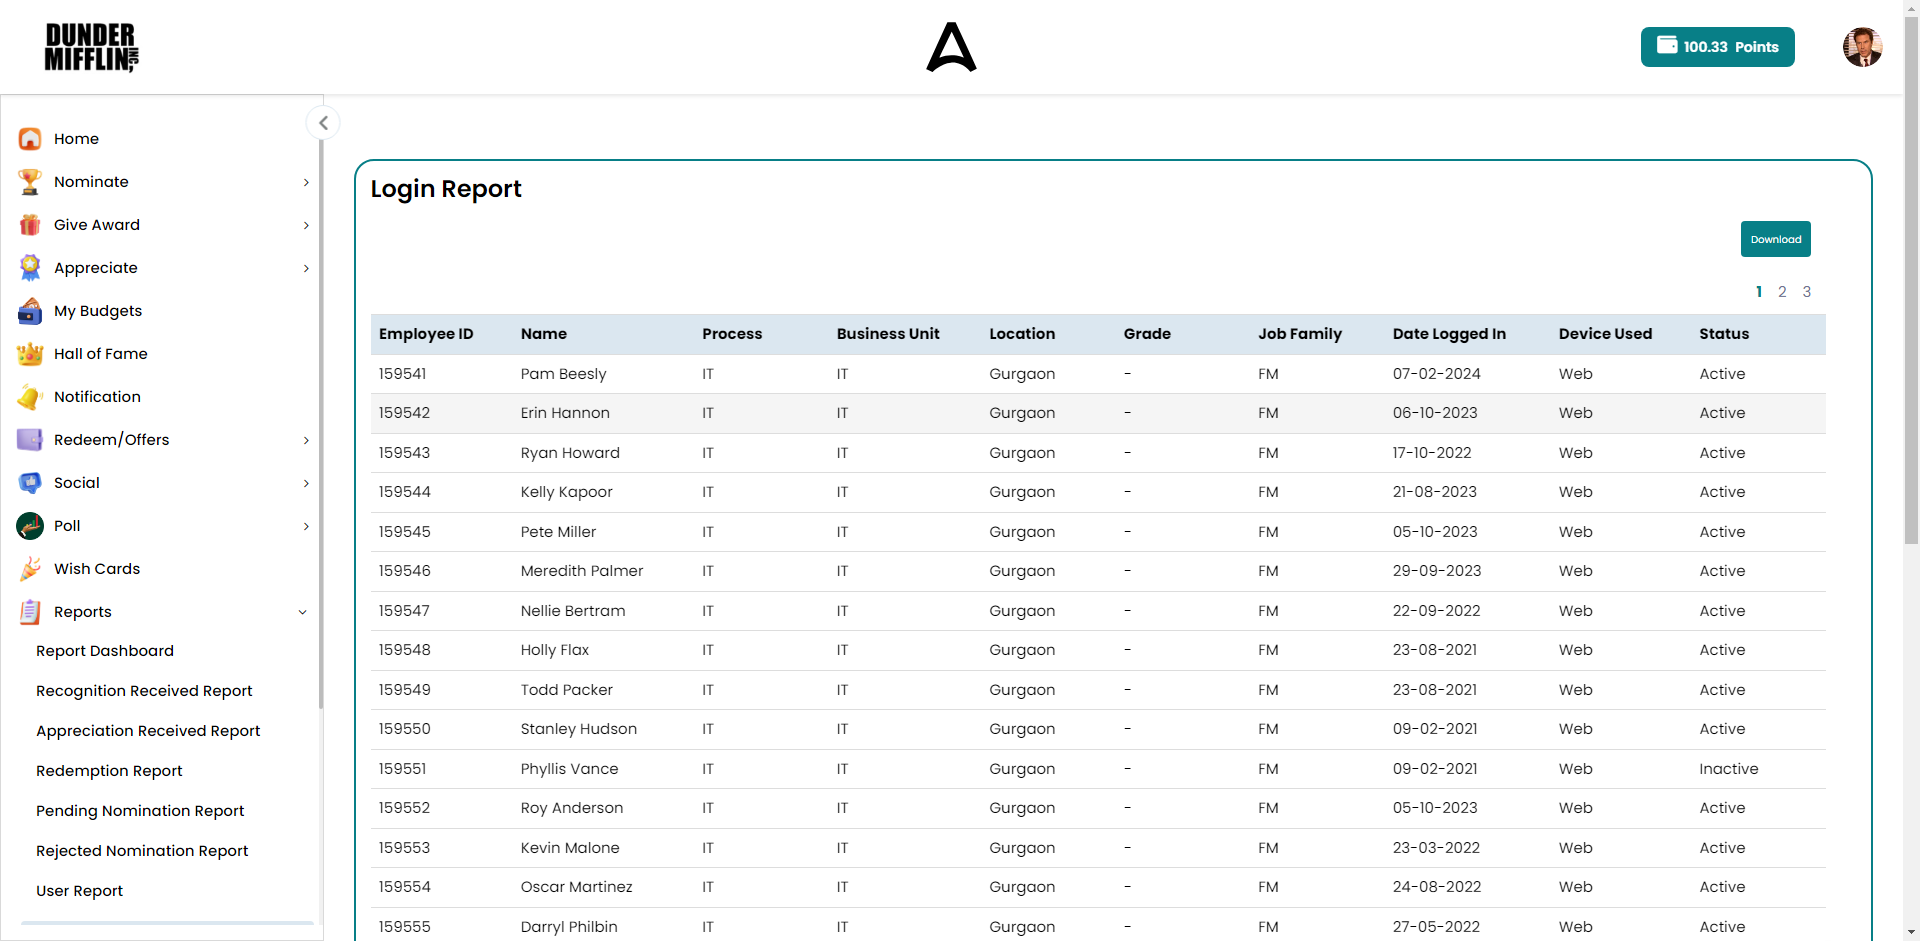 DUNDER
MIFFLIN, INC
100.33 Points
Home
Nominate
Give Award
Appreciate
My Budgets
Hall of Fame
Notification
Redeem/Offers
Social
Poll
Wish Cards
Reports
Report Dashboard
Recognition Received Report
Appreciation Received Report
Redemption Report
Pending Nomination Report
Rejected Nomination Report
User Report
Login Report
Download
1 2 3
Employee ID Name Process Business Unit Location Grade Job Family Date Logged In Device Used Status
159541 Pam Beesly IT IT Gurgaon - FM 07-02-2024 Web Active
159542 Erin Hannon IT IT Gurgaon - FM 06-10-2023 Web Active
159543 Ryan Howard IT IT Gurgaon - FM 17-10-2022 Web Active
159544 Kelly Kapoor IT IT Gurgaon - FM 21-08-2023 Web Active
159545 Pete Miller IT IT Gurgaon - FM 05-10-2023 Web Active
159546 Meredith Palmer IT IT Gurgaon - FM 29-09-2023 Web Active
159547 Nellie Bertram IT IT Gurgaon - FM 22-09-2022 Web Active
159548 Holly Flax IT IT Gurgaon - FM 23-08-2021 Web Active
159549 Todd Packer IT IT Gurgaon - FM 23-08-2021 Web Active
159550 Stanley Hudson IT IT Gurgaon - FM 09-02-2021 Web Active
159551 Phyllis Vance IT IT Gurgaon - FM 09-02-2021 Web Inactive
159552 Roy Anderson IT IT Gurgaon - FM 05-10-2023 Web Active
159553 Kevin Malone IT IT Gurgaon - FM 23-03-2022 Web Active
159554 Oscar Martinez IT IT Gurgaon - FM 24-08-2022 Web Active
159555 Darryl Philbin IT IT Gurgaon - FM 27-05-2022 Web Active